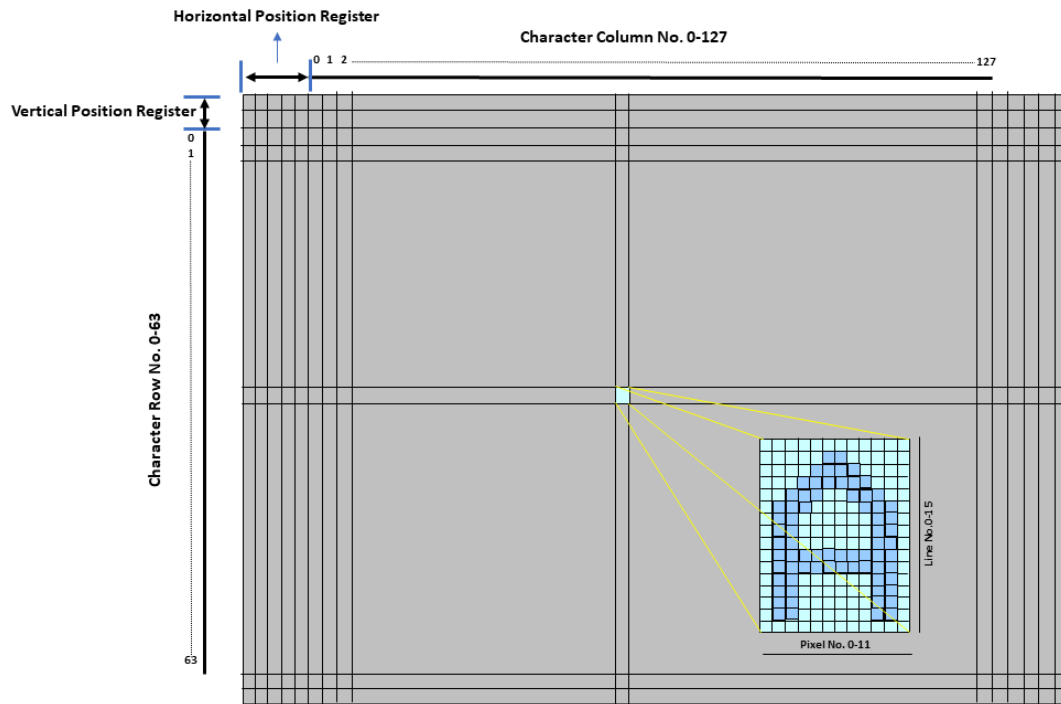 Horizontal Position Register
Character Column No. 0-127
0 1 2
127
Vertical Position Register
0
1
Character Row No. 0-63
63
Line No.0-15
Pixel No. 0-11